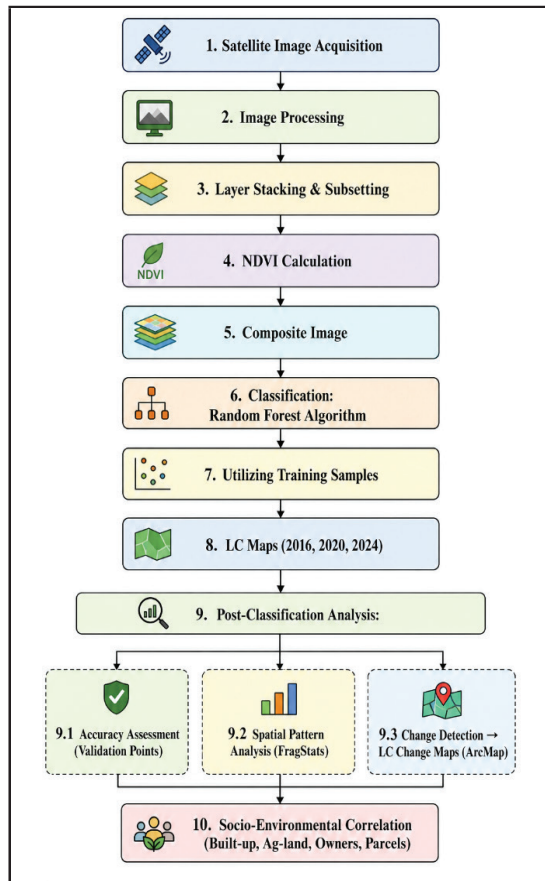 1. Satellite Image Acquisition
2. Image Processing
3. Layer Stacking & Subsetting
NDVI
4. NDVI Calculation
5. Composite Image
6. Classification:
Random Forest Algorithm
7. Utilizing Training Samples
8. LC Maps (2016, 2020, 2024)
9. Post-Classification Analysis:
9.1 Accuracy Assessment
(Validation Points)
9.2 Spatial Pattern
Analysis (FragStats)
9.3 Change Detection →
LC Change Maps (ArcMap)
10. Socio-Environmental Correlation
(Built-up, Ag-land, Owners, Parcels)